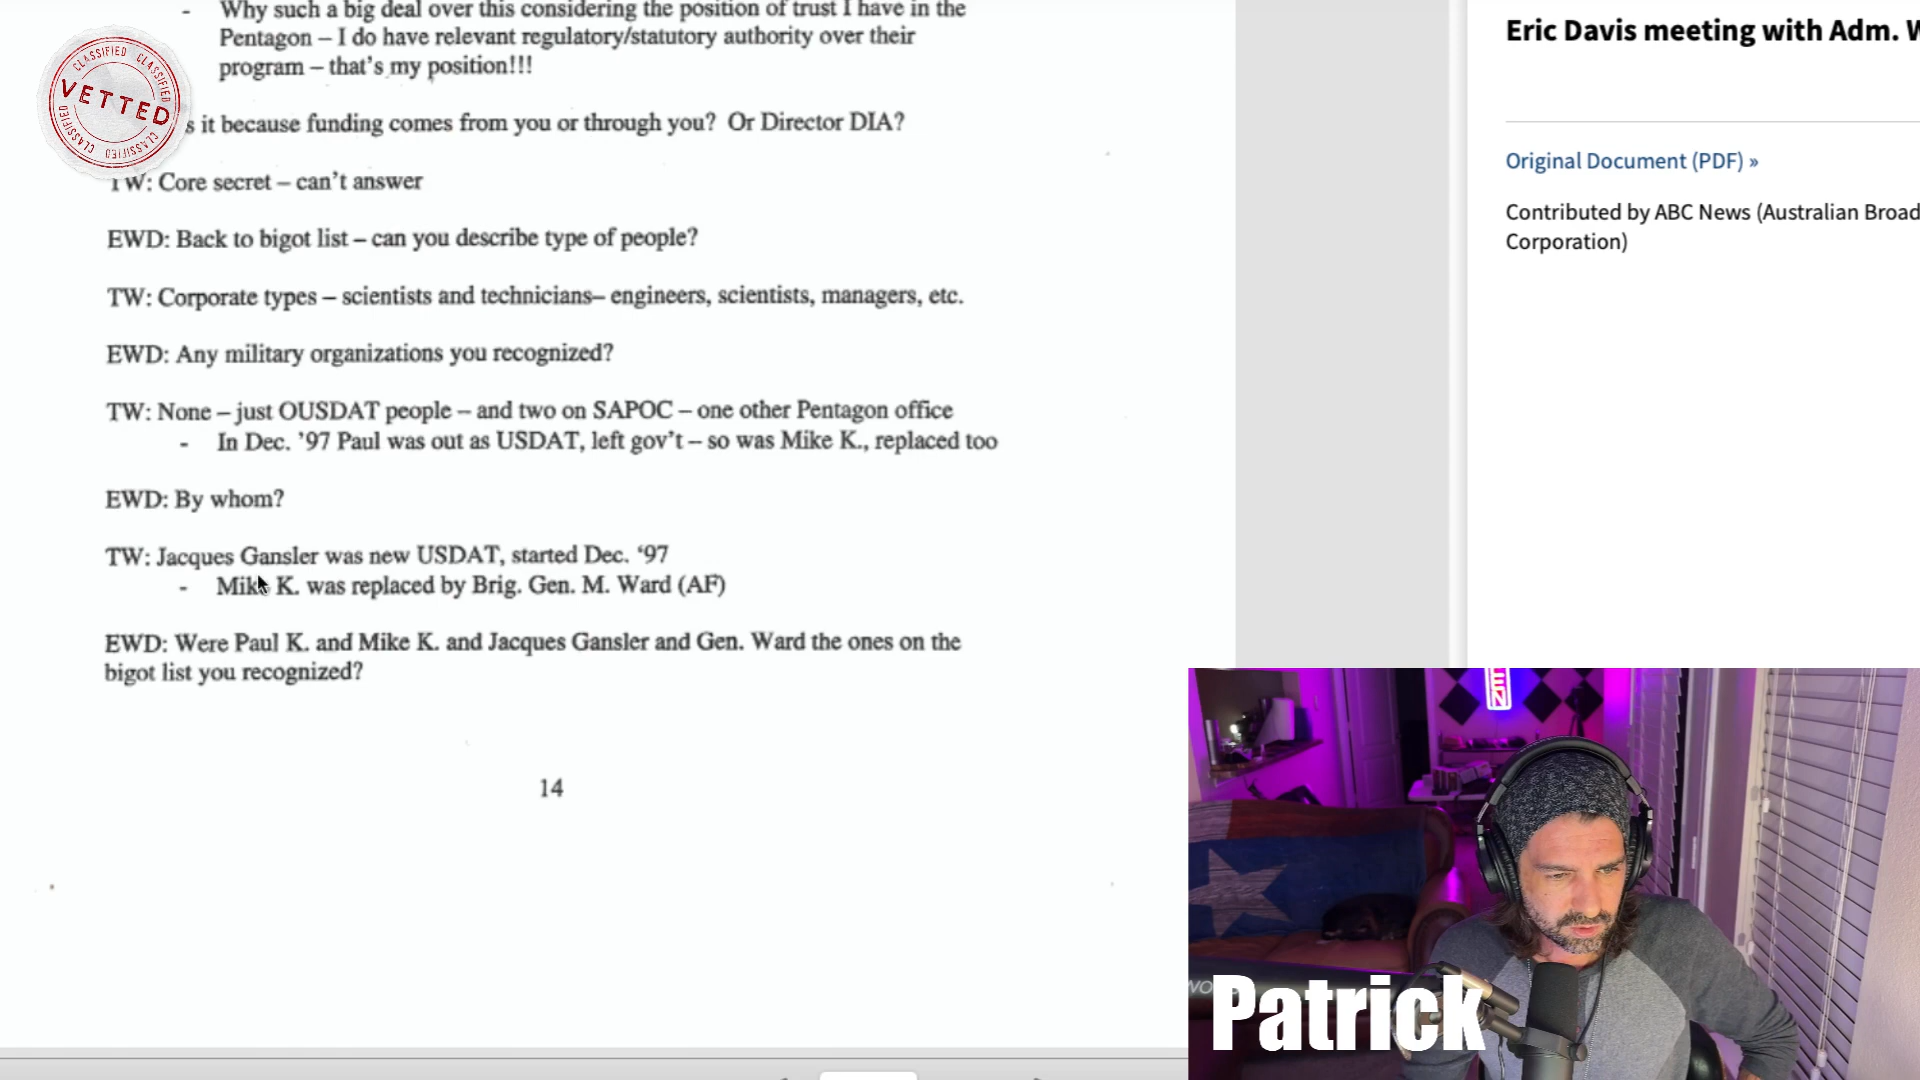 - Why such a big deal over this considering the position of trust I have in the
Pentagon – I do have relevant regulatory/statutory authority over their
program – that's my position!!!
s it because funding comes from you or through you? Or Director DIA?
TW: Core secret – can't answer
EWD: Back to bigot list – can you describe type of people?
TW: Corporate types – scientists and technicians– engineers, scientists, managers, etc.
EWD: Any military organizations you recognized?
TW: None – just OUSDAT people – and two on SAPOC – one other Pentagon office
- In Dec. '97 Paul was out as USDAT, left gov't – so was Mike K., replaced too
EWD: By whom?
TW: Jacques Gansler was new USDAT, started Dec. '97
- Mike K. was replaced by Brig. Gen. M. Ward (AF)
EWD: Were Paul K. and Mike K. and Jacques Gansler and Gen. Ward the ones on the
bigot list you recognized?
14
CLASSIFIED CLASSIFIED
VETTED
CLASSIFIED CLASSIFIED
Eric Davis meeting with Adm. W
Original Document (PDF) »
Contributed by ABC News (Australian Broad
Corporation)
Patrick